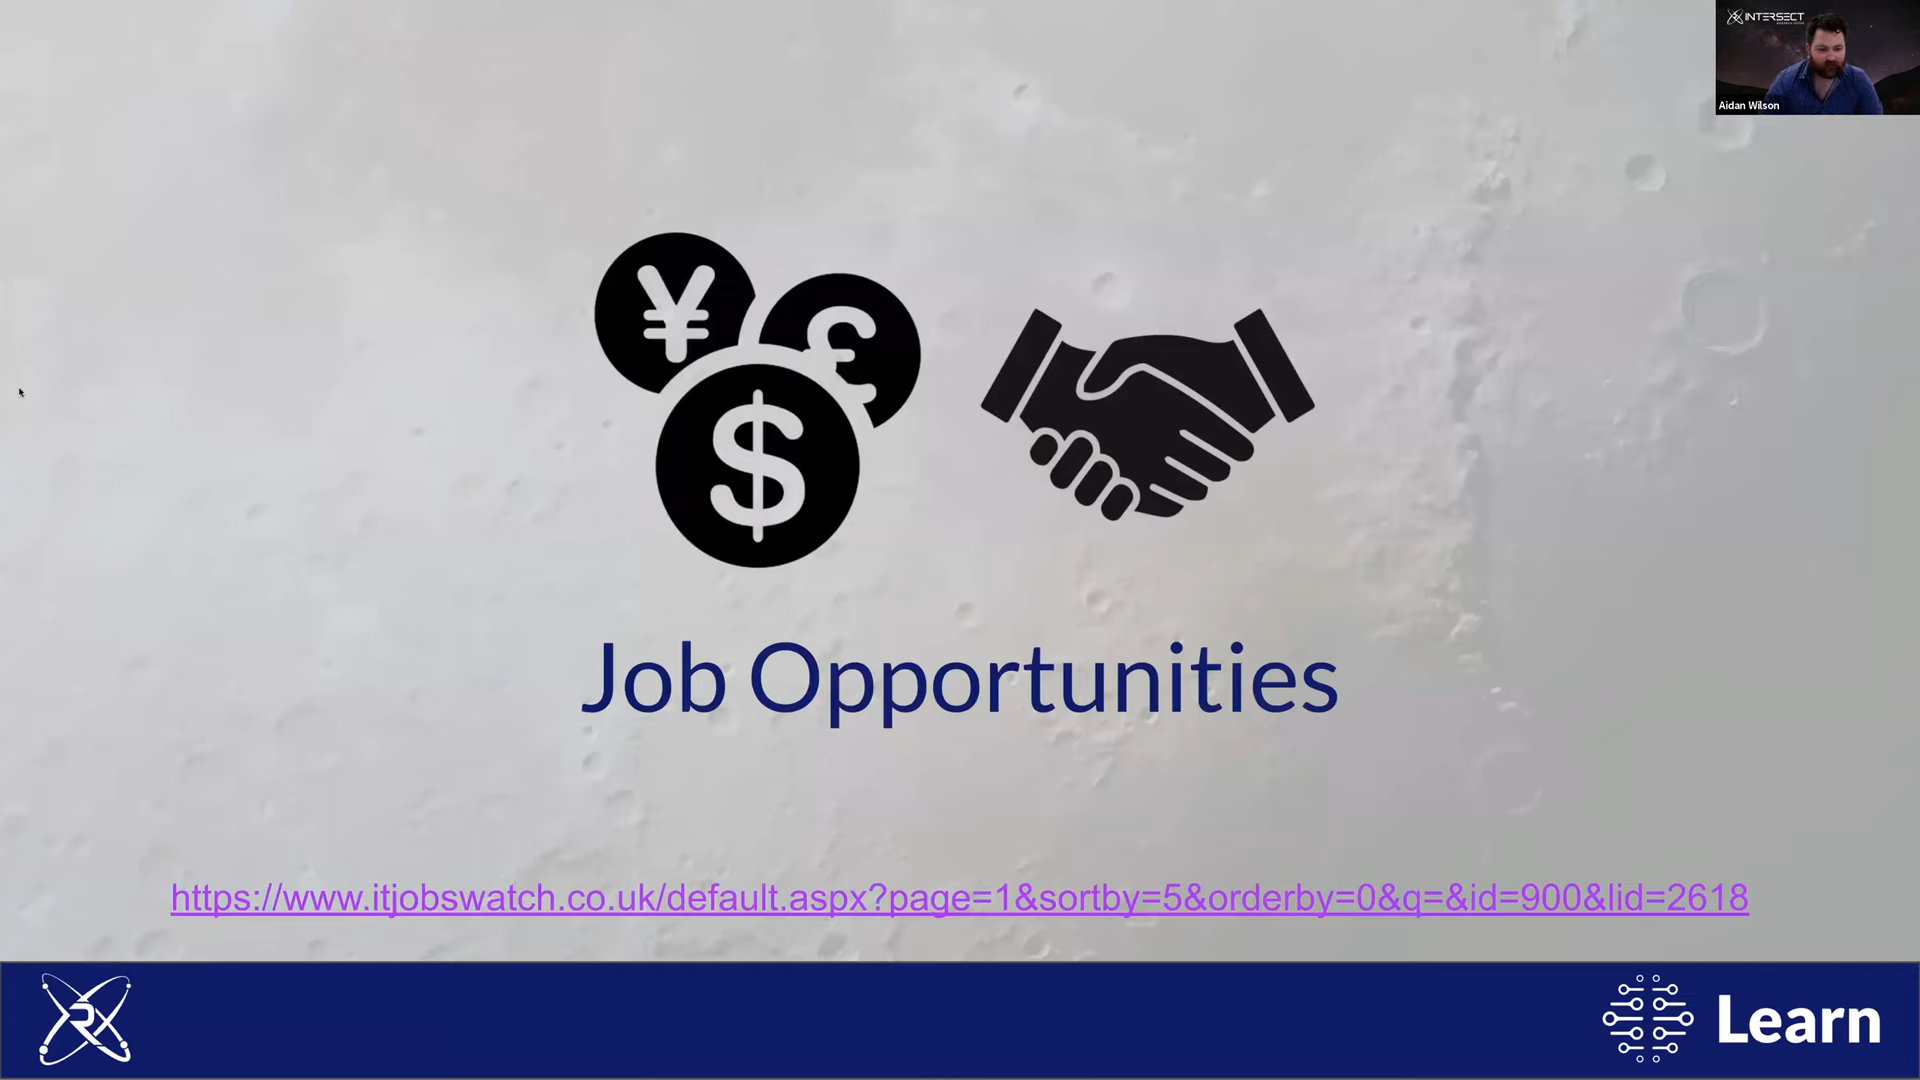 INTERSECT
Aidan Wilson
¥
£
$
Job Opportunities
https://www.itjobswatch.co.uk/default.aspx?page=1&sortby=5&orderby=0&q=&id=900&lid=2618
R
Learn